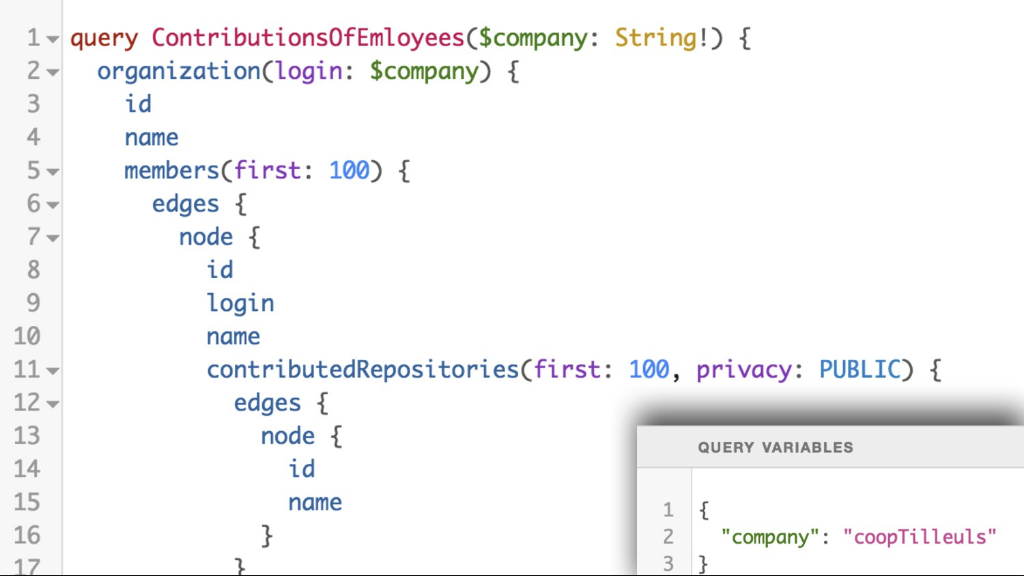 1 query ContributionsOfEmloyees($company: String!) {
2 organization(login: $company) {
3 id
4 name
5 members(first: 100) {
6 edges {
7 node {
8 id
9 login
10 name
11 contributedRepositories(first: 100, privacy: PUBLIC) {
12 edges {
13 node {
14 id
15 name
16 }
17 }
QUERY VARIABLES
1 {
2 "company": "coopTilleuls"
3 }